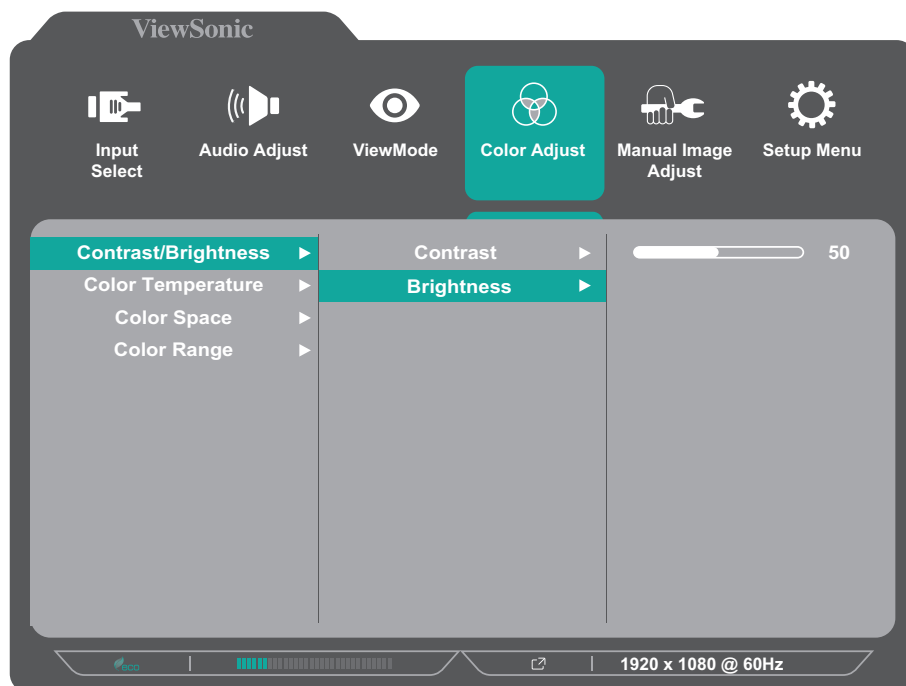 ViewSonic
Input
Select
Audio Adjust
ViewMode
Color Adjust
Manual Image
Adjust
Setup Menu
Contrast/Brightness
Color Temperature
Color Space
Color Range
Contrast
Brightness
50
eco
1920 x 1080 @ 60Hz